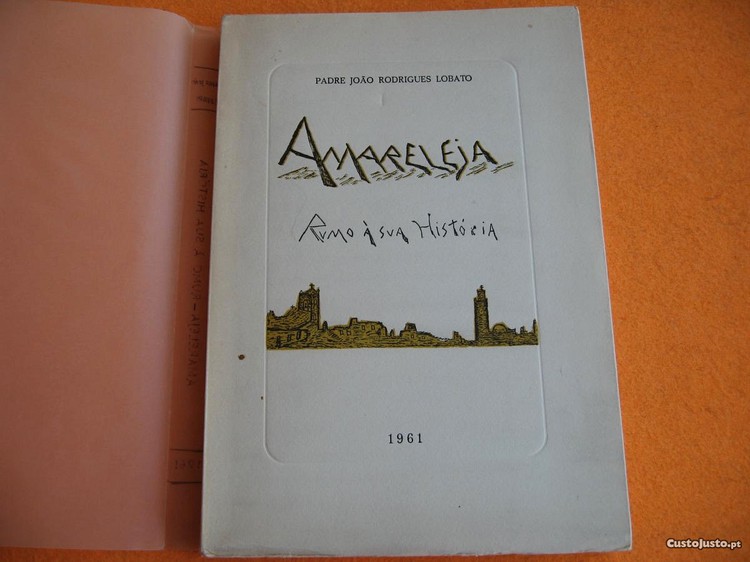 PADRE JOÃO RODRIGUES LOBATO
AMARELEJA
RUMO À SUA HISTÓRIA
1961
CustoJusto.pt